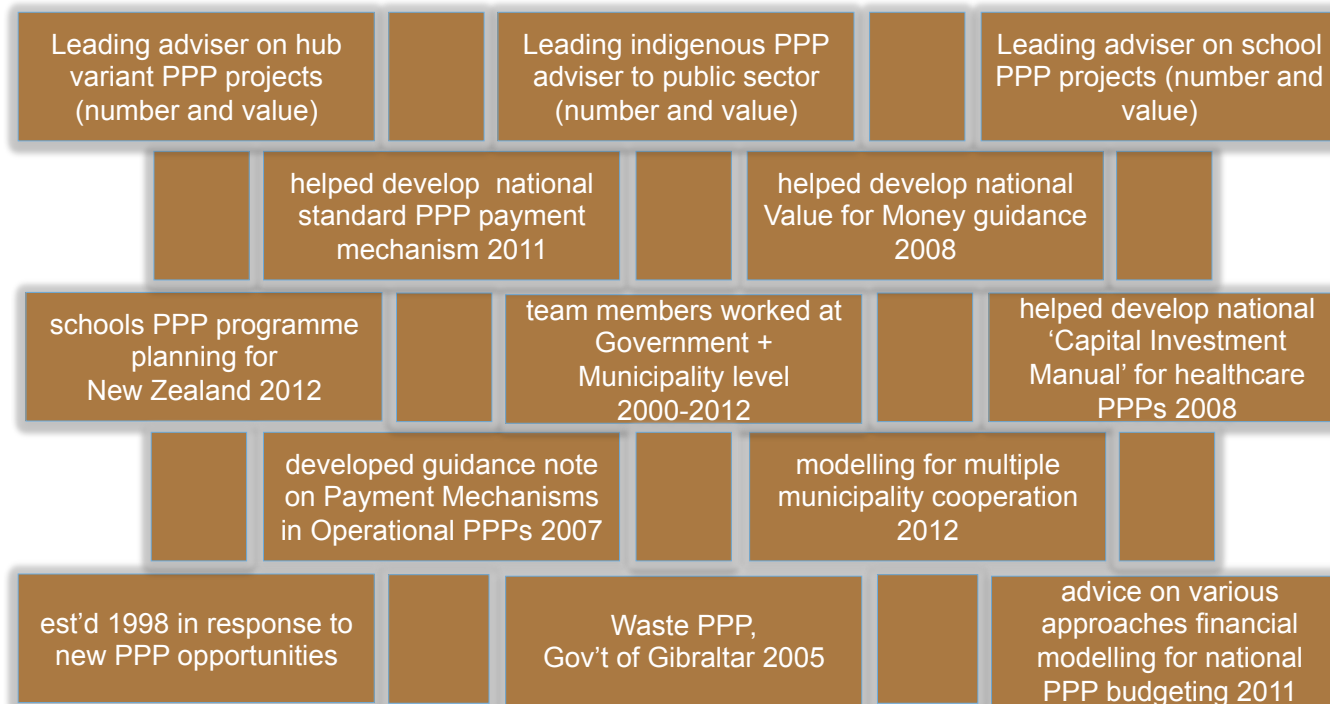 Leading adviser on hub
variant PPP projects
(number and value)
Leading indigenous PPP
adviser to public sector
(number and value)
Leading adviser on school
PPP projects (number and
value)
helped develop  national
standard PPP payment
mechanism 2011
helped develop national
Value for Money guidance
2008
schools PPP programme
planning for
New Zealand 2012
team members worked at
Government +
Municipality level
2000-2012
helped develop national
‘Capital Investment
Manual’ for healthcare
PPPs 2008
developed guidance note
on Payment Mechanisms
in Operational PPPs 2007
modelling for multiple
municipality cooperation
2012
est’d 1998 in response to
new PPP opportunities
Waste PPP,
Gov’t of Gibraltar 2005
advice on various
approaches financial
modelling for national
PPP budgeting 2011